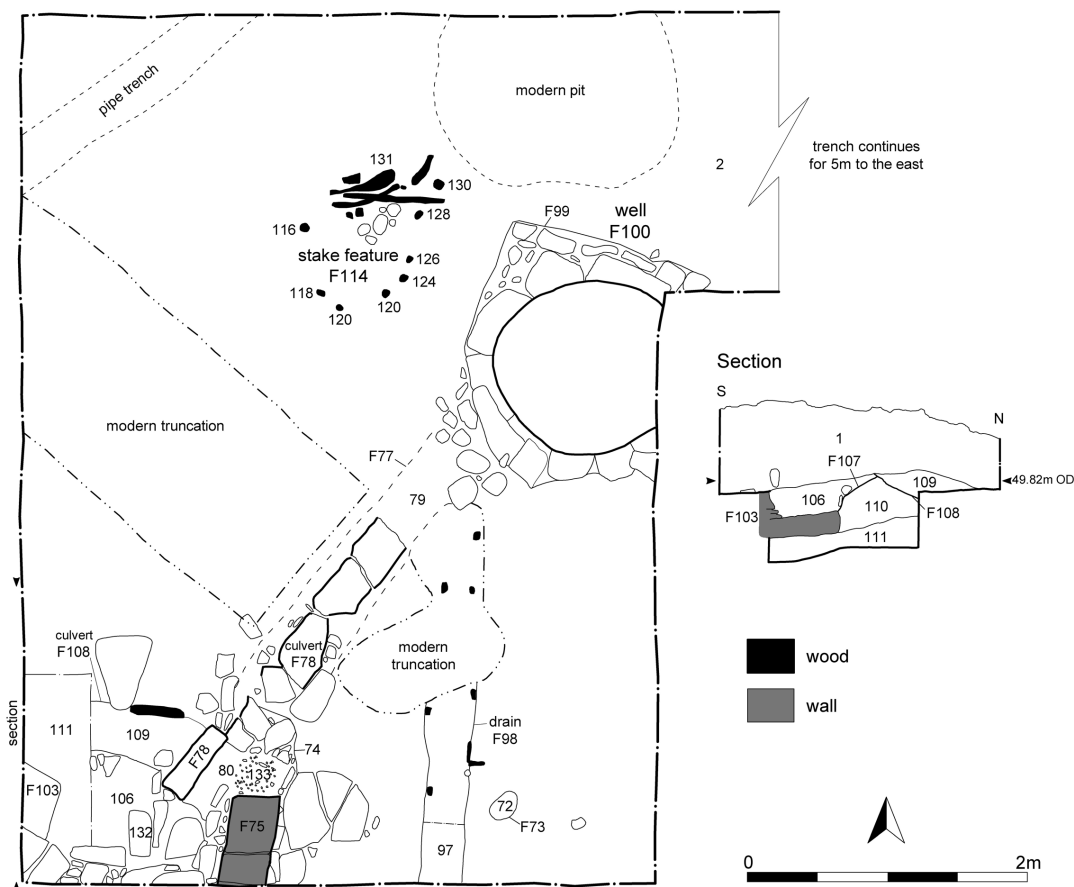 pipe trench
modern pit
trench continues
for 5m to the east
2
131
130
128
116
stake feature
F114
126
124
118
120
120
F99
well
F100
modern truncation
F77
79
Section
S
N
1
F107
109
49.82m OD
106
110
F103
F108
111
culvert
F108
culvert
F78
modern
truncation
wood
wall
section
111
109
F78
drain
F98
74
80
133
F103
106
132
F75
72
F73
97
0
2m